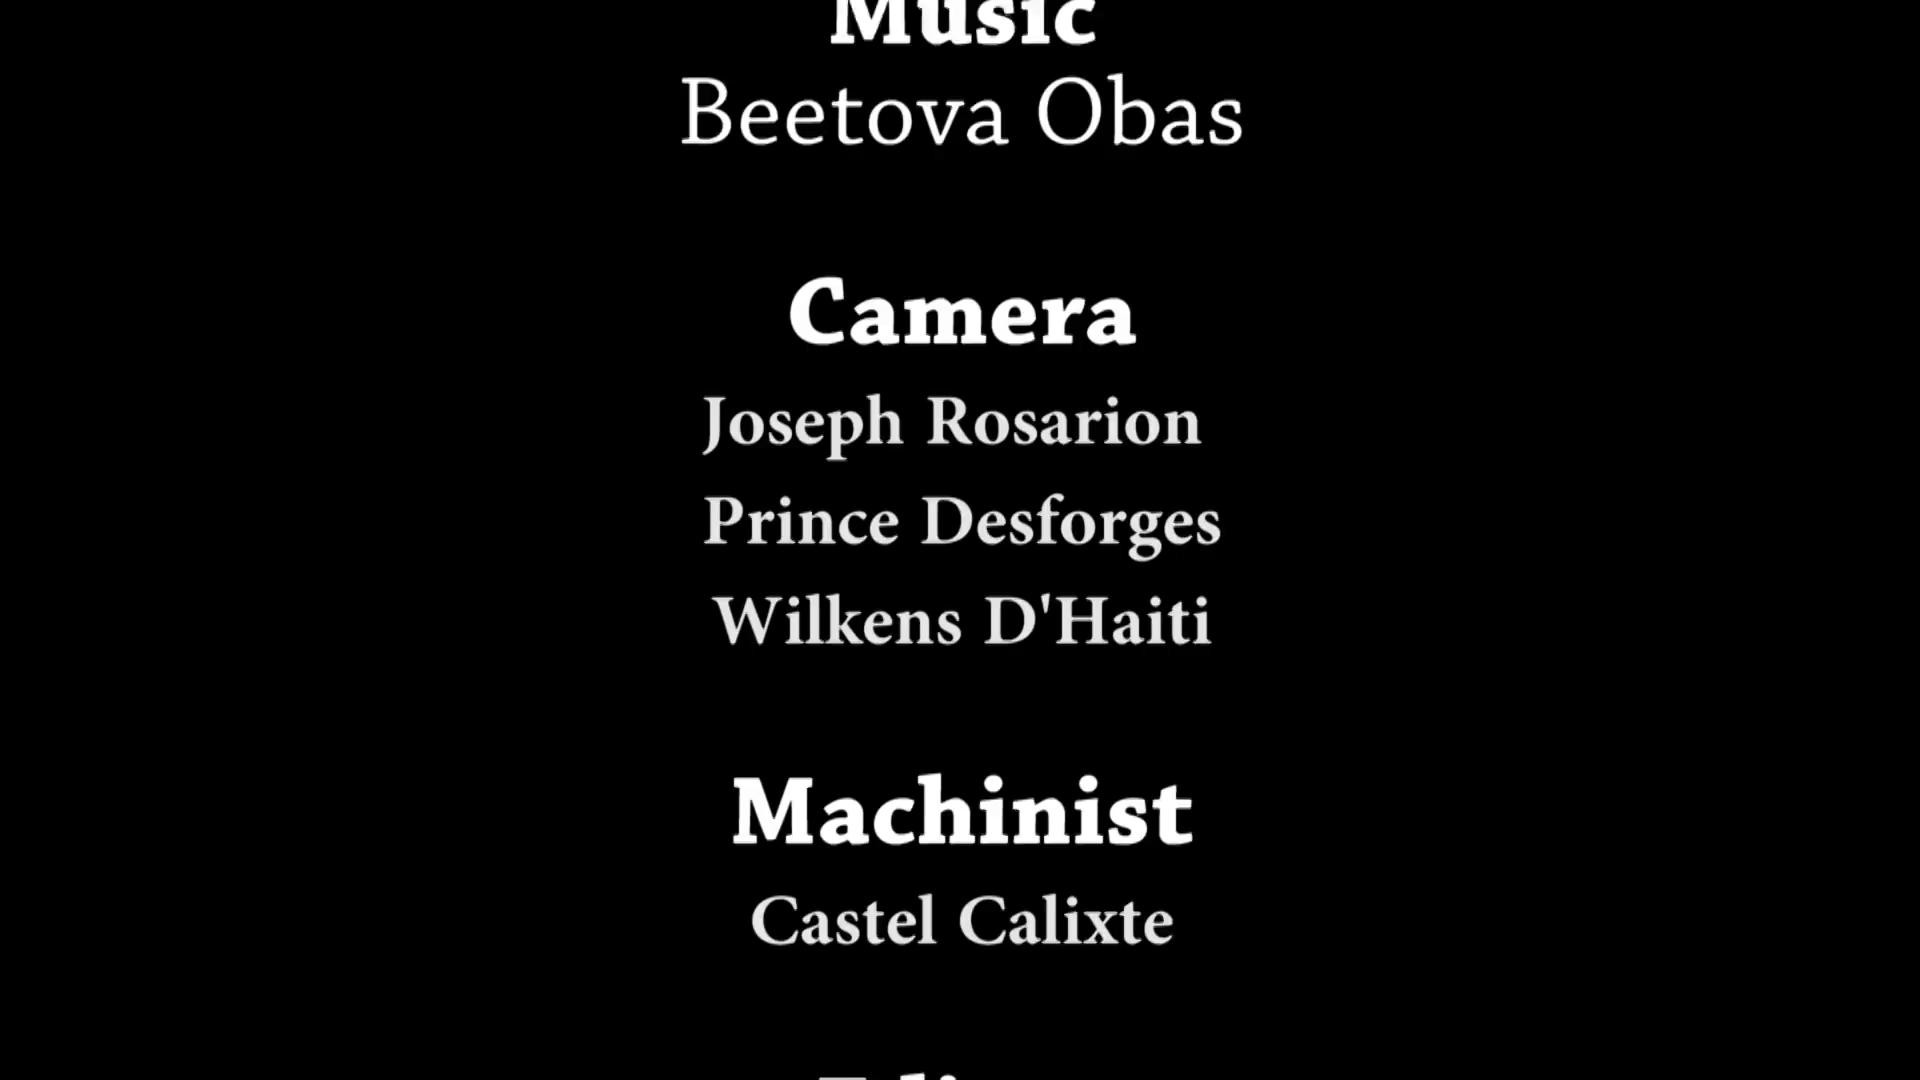 Music
Beetova Obas
Camera
Joseph Rosarion
Prince Desforges
Wilkens D'Haiti
Machinist
Castel Calixte